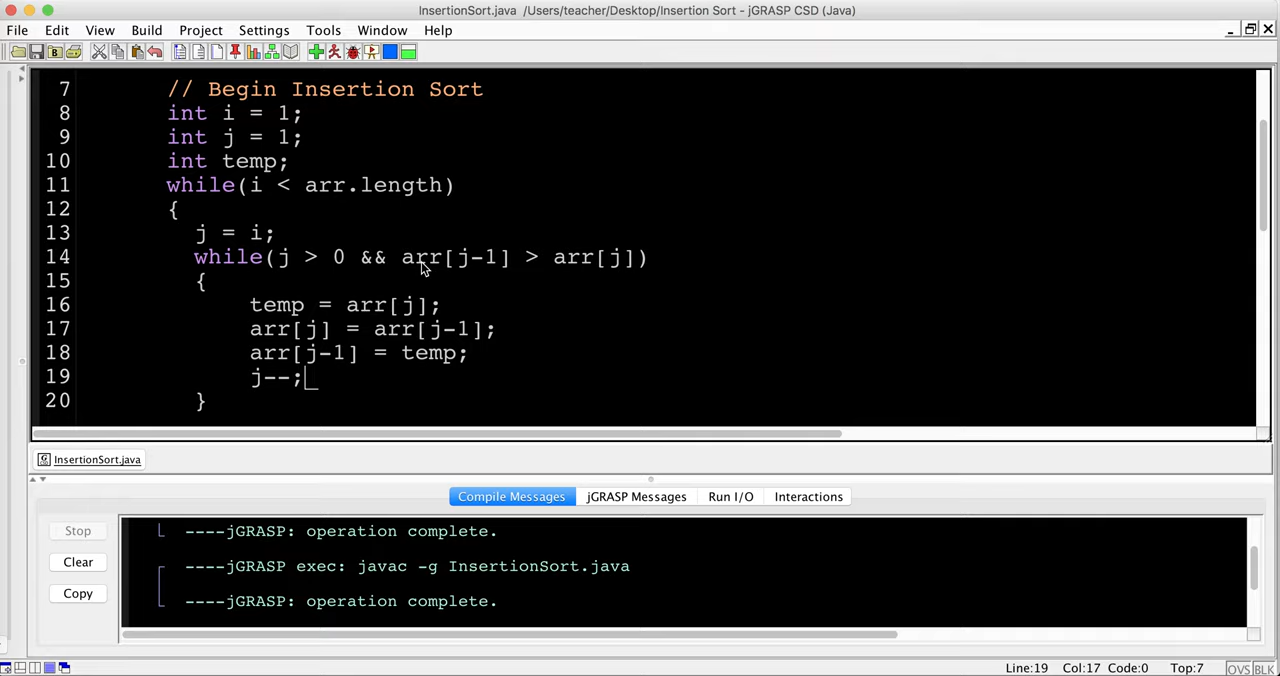 InsertionSort.java /Users/teacher/Desktop/Insertion Sort - jGRASP CSD (Java)
File Edit View Build Project Settings Tools Window Help
7 // Begin Insertion Sort
8 int i = 1;
9 int j = 1;
10 int temp;
11 while(i < arr.length)
12 {
13 j = i;
14 while(j > 0 && arr[j-1] > arr[j])
15 {
16 temp = arr[j];
17 arr[j] = arr[j-1];
18 arr[j-1] = temp;
19 j--;
20 }
InsertionSort.java
Compile Messages jGRASP Messages Run I/O Interactions
Stop
Clear
Copy
----jGRASP: operation complete.
----jGRASP exec: javac -g InsertionSort.java
----jGRASP: operation complete.
Line:19 Col:17 Code:0 Top:7 OVS BLK